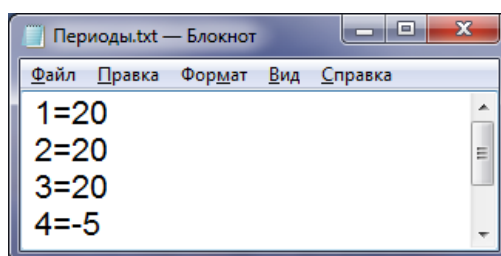 Периоды.txt — Блокнот
Файл Правка Формат Вид Справка
1=20
2=20
3=20
4=-5